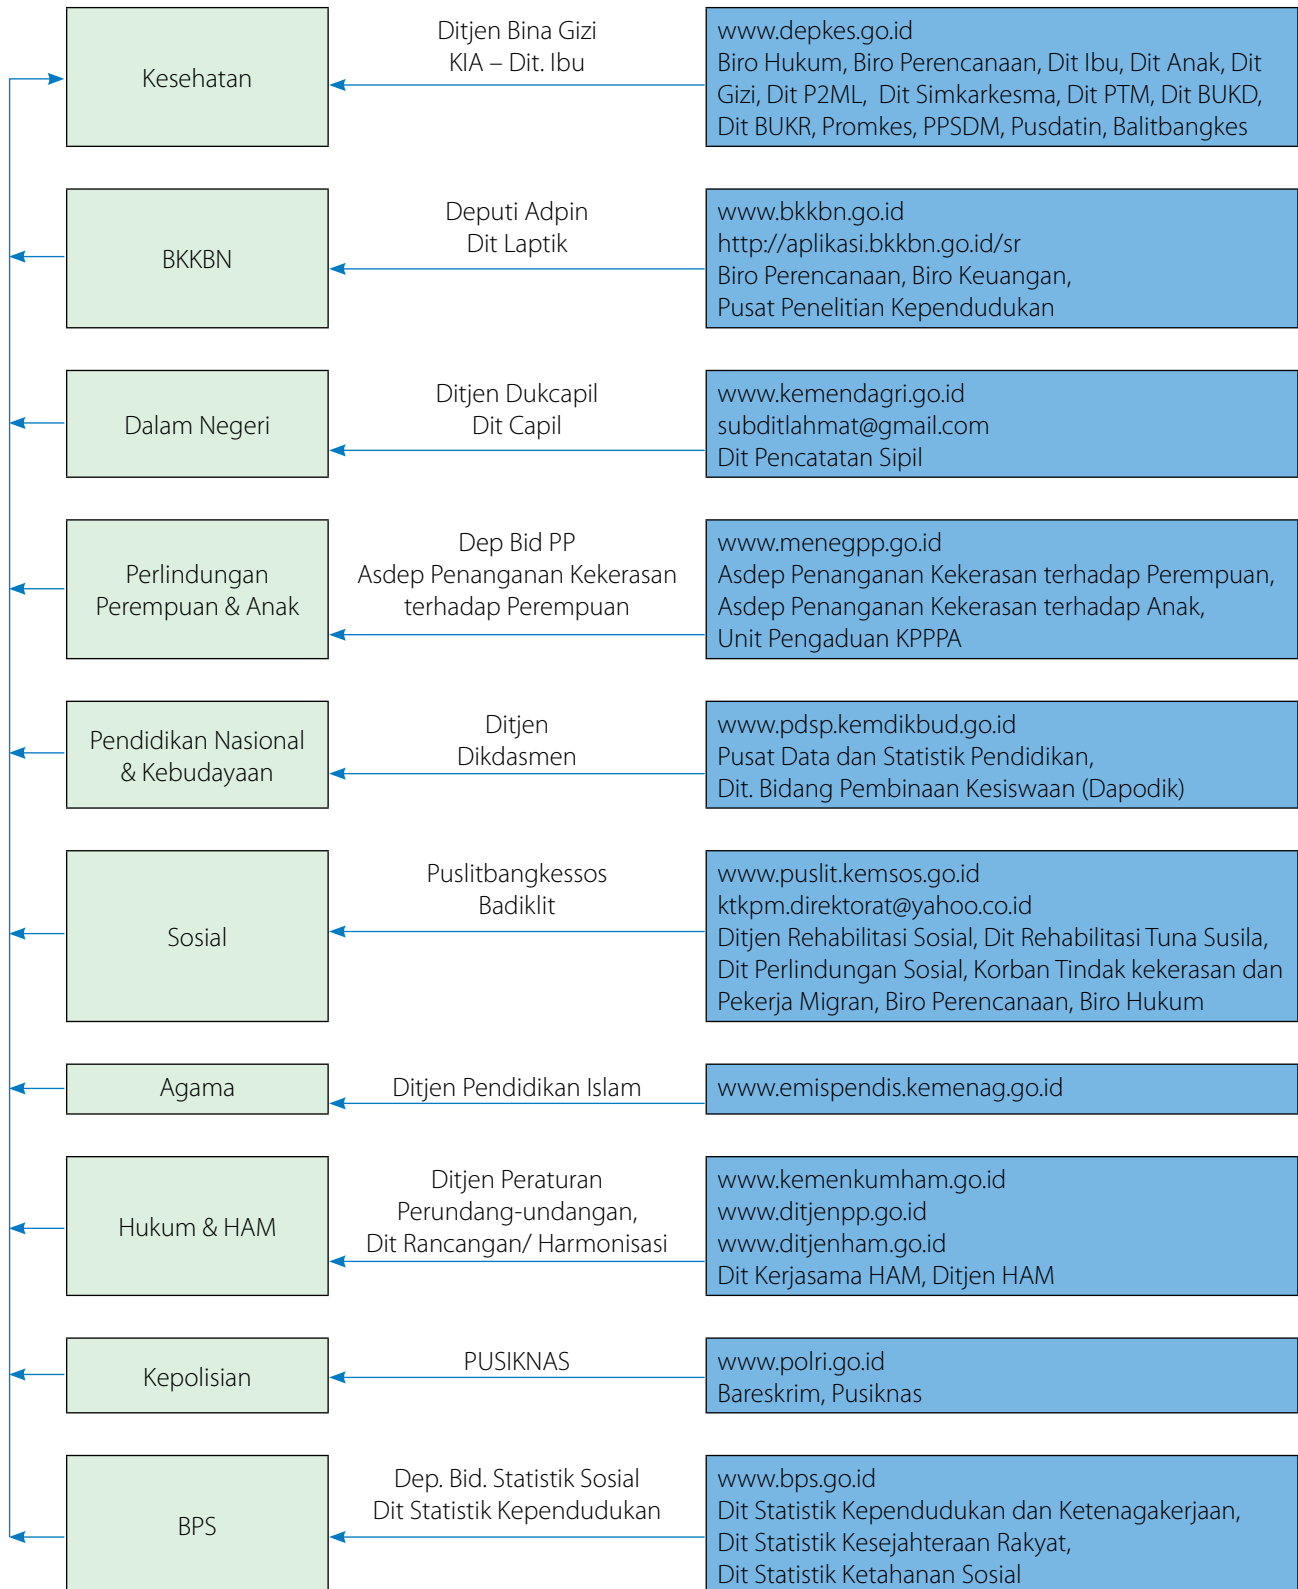 Kesehatan
Ditjen Bina Gizi
KIA – Dit. Ibu
www.depkes.go.id
Biro Hukum, Biro Perencanaan, Dit Ibu, Dit Anak, Dit
Gizi, Dit P2ML, Dit Simkarkesma, Dit PTM, Dit BUKD,
Dit BUKR, Promkes, PPSDM, Pusdatin, Balitbangkes
BKKBN
Deputi Adpin
Dit Laptik
www.bkkbn.go.id
http://aplikasi.bkkbn.go.id/sr
Biro Perencanaan, Biro Keuangan,
Pusat Penelitian Kependudukan
Dalam Negeri
Ditjen Dukcapil
Dit Capil
www.kemendagri.go.id
subditlahmat@gmail.com
Dit Pencatatan Sipil
Perlindungan
Perempuan & Anak
Dep Bid PP
Asdep Penanganan Kekerasan
terhadap Perempuan
www.menegpp.go.id
Asdep Penanganan Kekerasan terhadap Perempuan,
Asdep Penanganan Kekerasan terhadap Anak,
Unit Pengaduan KPPPA
Pendidikan Nasional
& Kebudayaan
Ditjen
Dikdasmen
www.pdsp.kemdikbud.go.id
Pusat Data dan Statistik Pendidikan,
Dit. Bidang Pembinaan Kesiswaan (Dapodik)
Sosial
Puslitbangkessos
Badiklit
www.puslit.kemsos.go.id
ktkpm.direktorat@yahoo.co.id
Ditjen Rehabilitasi Sosial, Dit Rehabilitasi Tuna Susila,
Dit Perlindungan Sosial, Korban Tindak kekerasan dan
Pekerja Migran, Biro Perencanaan, Biro Hukum
Agama
Ditjen Pendidikan Islam
www.emispendis.kemenag.go.id
Hukum & HAM
Ditjen Peraturan
Perundang-undangan,
Dit Rancangan/ Harmonisasi
www.kemenkumham.go.id
www.ditjenpp.go.id
www.ditjenham.go.id
Dit Kerjasama HAM, Ditjen HAM
Kepolisian
PUSIKNAS
www.polri.go.id
Bareskrim, Pusiknas
BPS
Dep. Bid. Statistik Sosial
Dit Statistik Kependudukan
www.bps.go.id
Dit Statistik Kependudukan dan Ketenagakerjaan,
Dit Statistik Kesejahteraan Rakyat,
Dit Statistik Ketahanan Sosial